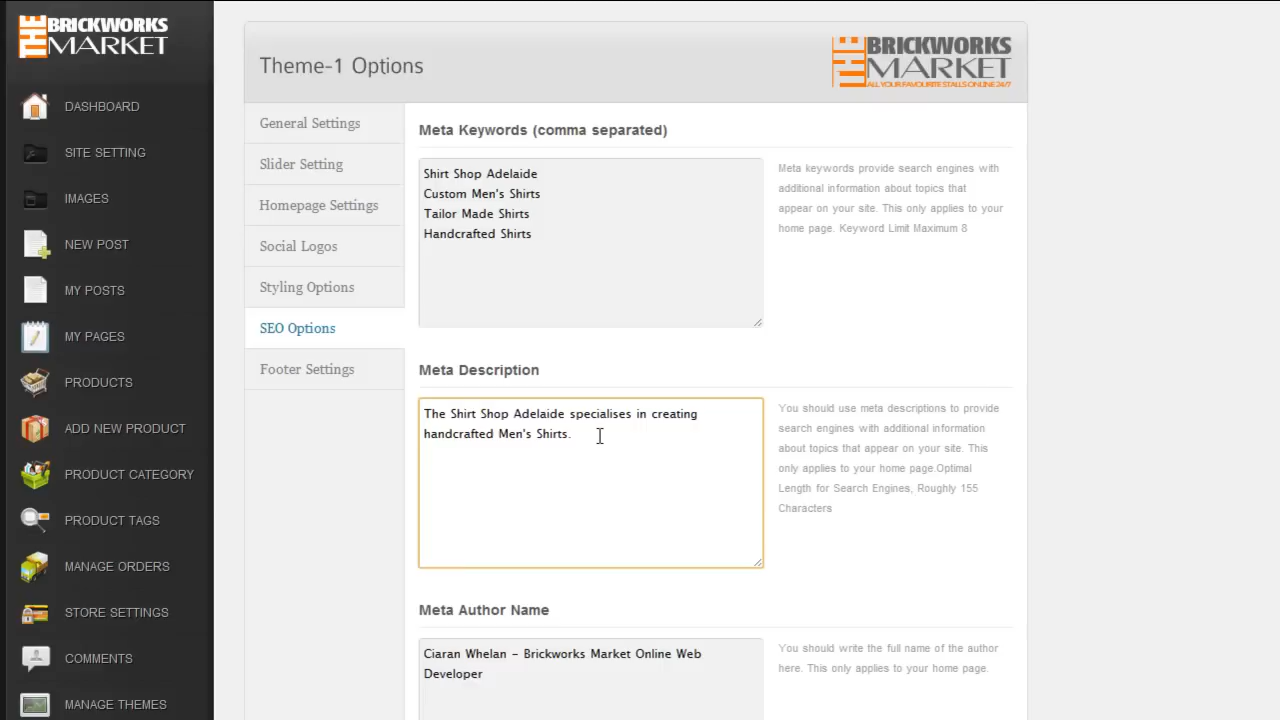 THE BRICKWORKS
MARKET
DASHBOARD
SITE SETTING
IMAGES
NEW POST
MY POSTS
MY PAGES
PRODUCTS
ADD NEW PRODUCT
PRODUCT CATEGORY
PRODUCT TAGS
MANAGE ORDERS
STORE SETTINGS
COMMENTS
MANAGE THEMES
Theme-1 Options
THE BRICKWORKS
MARKET
ALL YOUR FAVOURITE STALLS ONLINE 24/7
General Settings
Slider Setting
Homepage Settings
Social Logos
Styling Options
SEO Options
Footer Settings
Meta Keywords (comma separated)
Shirt Shop Adelaide
Custom Men's Shirts
Tailor Made Shirts
Handcrafted Shirts
Meta keywords provide search engines with
additional information about topics that
appear on your site. This only applies to your
home page. Keyword Limit Maximum 8
Meta Description
The Shirt Shop Adelaide specialises in creating
handcrafted Men's Shirts.
You should use meta descriptions to provide
search engines with additional information
about topics that appear on your site. This
only applies to your home page.Optimal
Length for Search Engines, Roughly 155
Characters
Meta Author Name
Ciaran Whelan – Brickworks Market Online Web
Developer
You should write the full name of the author
here. This only applies to your home page.